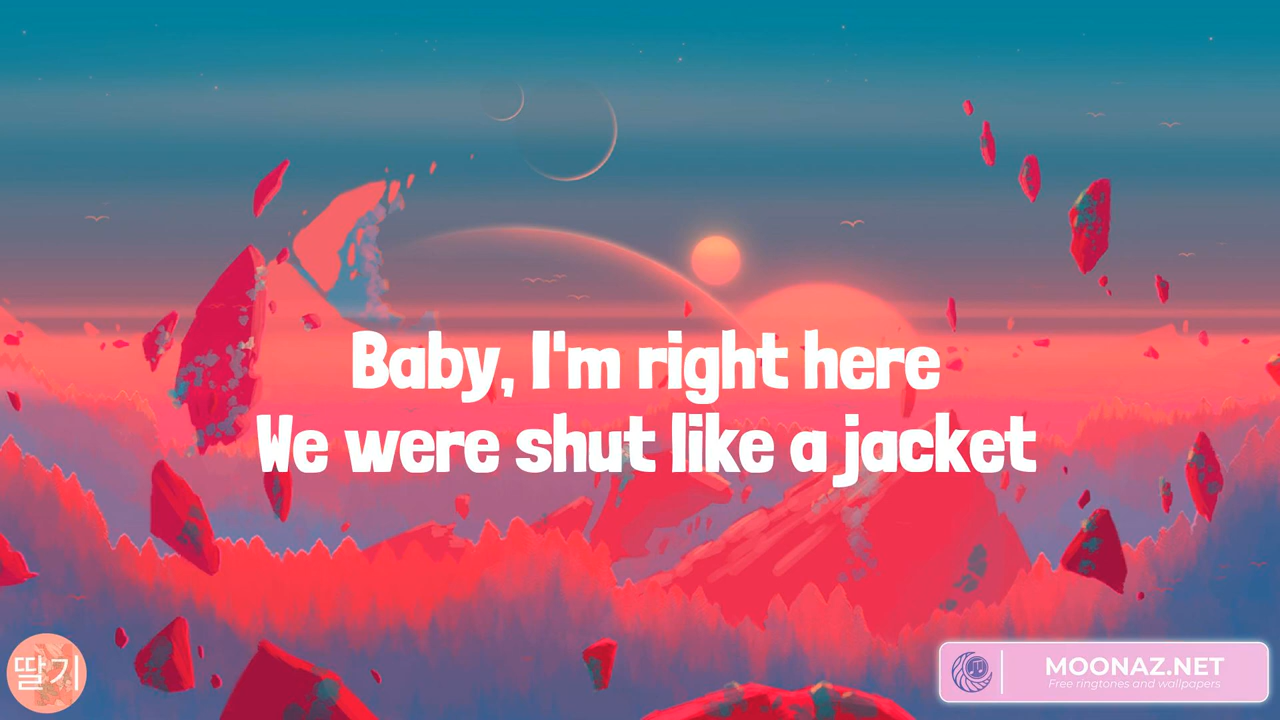 Baby, I'm right here
We were shut like a jacket
딸기
MOONAZ.NET
Free ringtones and wallpapers